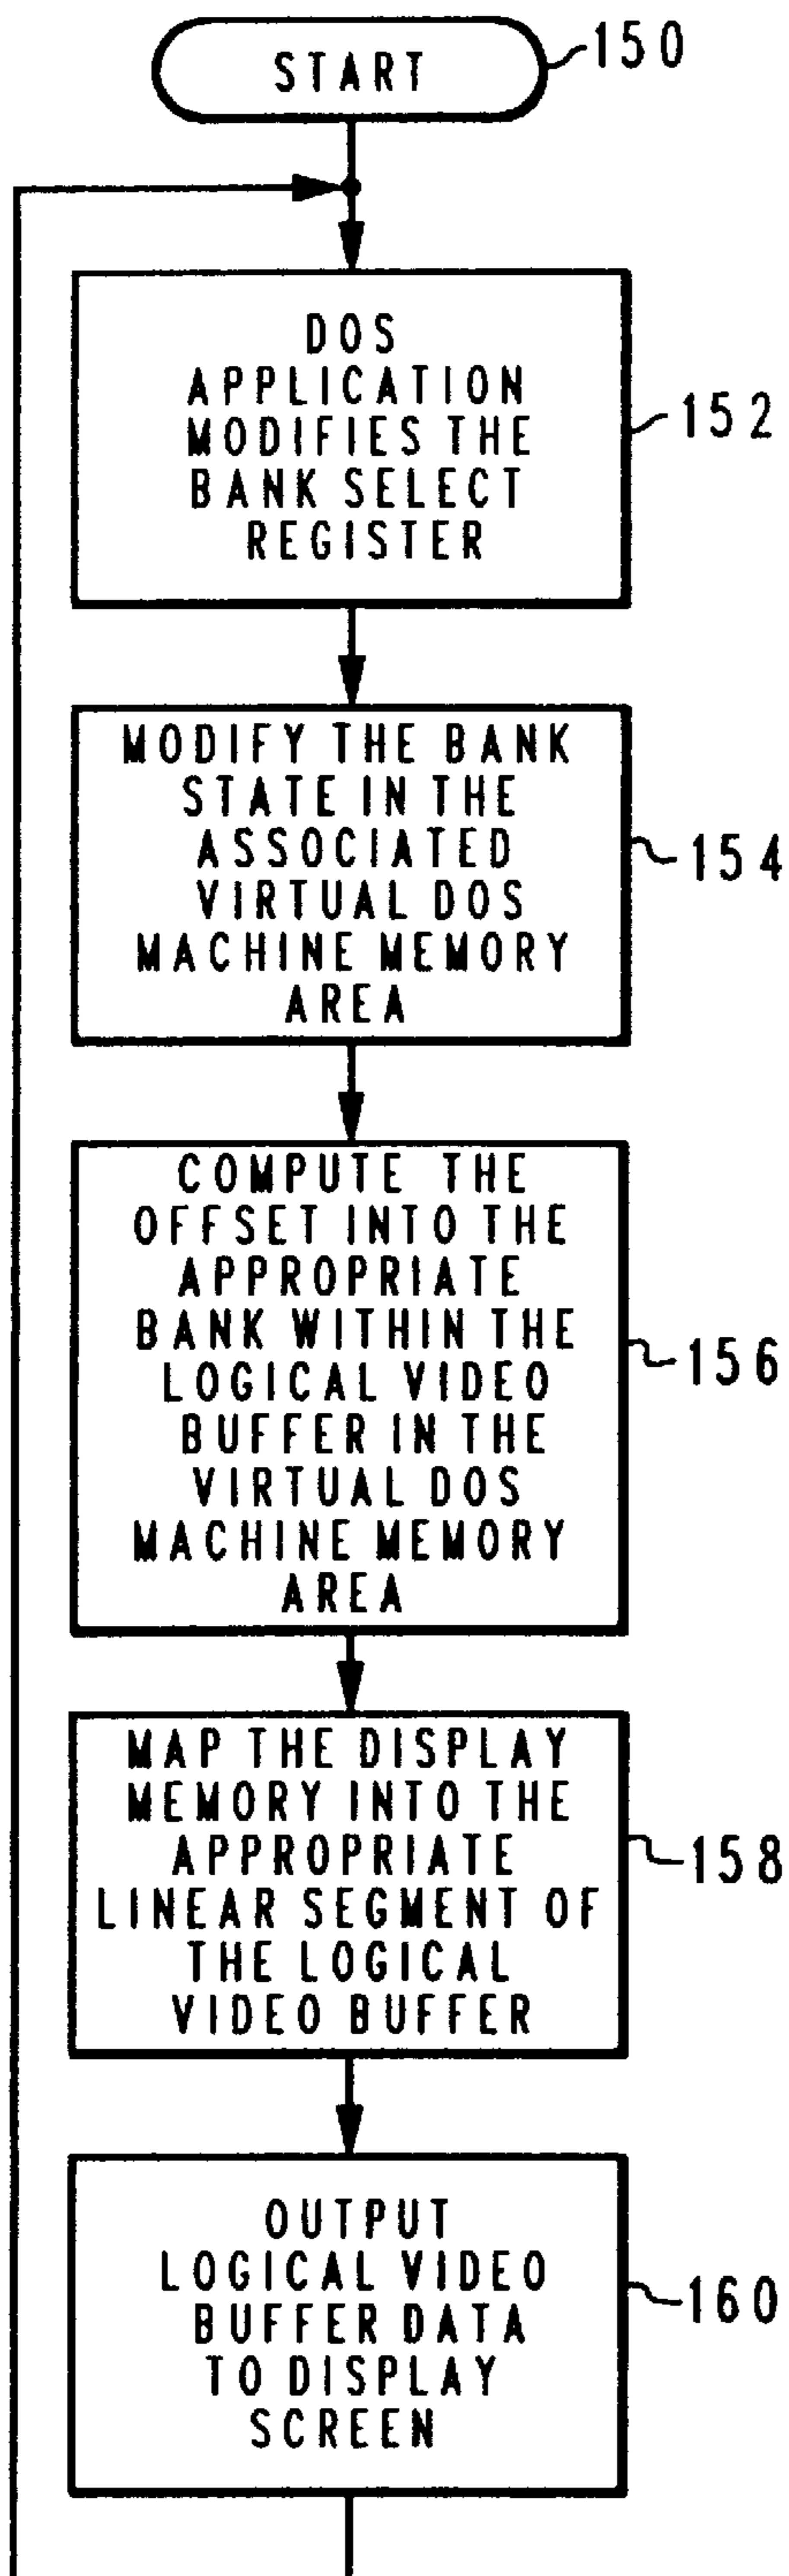 START
150
DOS
APPLICATION
MODIFIES THE
BANK SELECT
REGISTER
152
MODIFY THE BANK
STATE IN THE
ASSOCIATED
VIRTUAL DOS
MACHINE MEMORY
AREA
154
COMPUTE THE
OFFSET INTO THE
APPROPRIATE
BANK WITHIN THE
LOGICAL VIDEO
BUFFER IN THE
VIRTUAL DOS
MACHINE MEMORY
AREA
156
MAP THE DISPLAY
MEMORY INTO THE
APPROPRIATE
LINEAR SEGMENT OF
THE LOGICAL
VIDEO BUFFER
158
OUTPUT
LOGICAL VIDEO
BUFFER DATA
TO DISPLAY
SCREEN
160